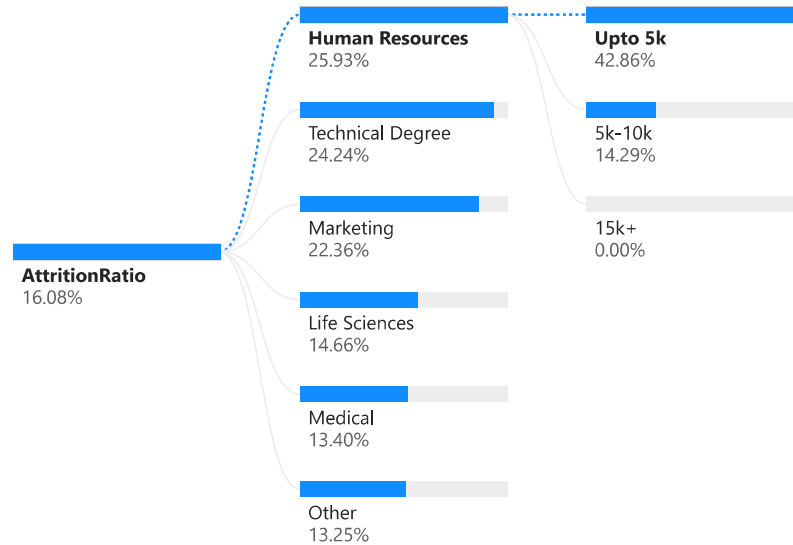 AttritionRatio
16.08%
Human Resources
25.93%
Technical Degree
24.24%
Marketing
22.36%
Life Sciences
14.66%
Medical
13.40%
Other
13.25%
Upto 5k
42.86%
5k-10k
14.29%
15k+
0.00%